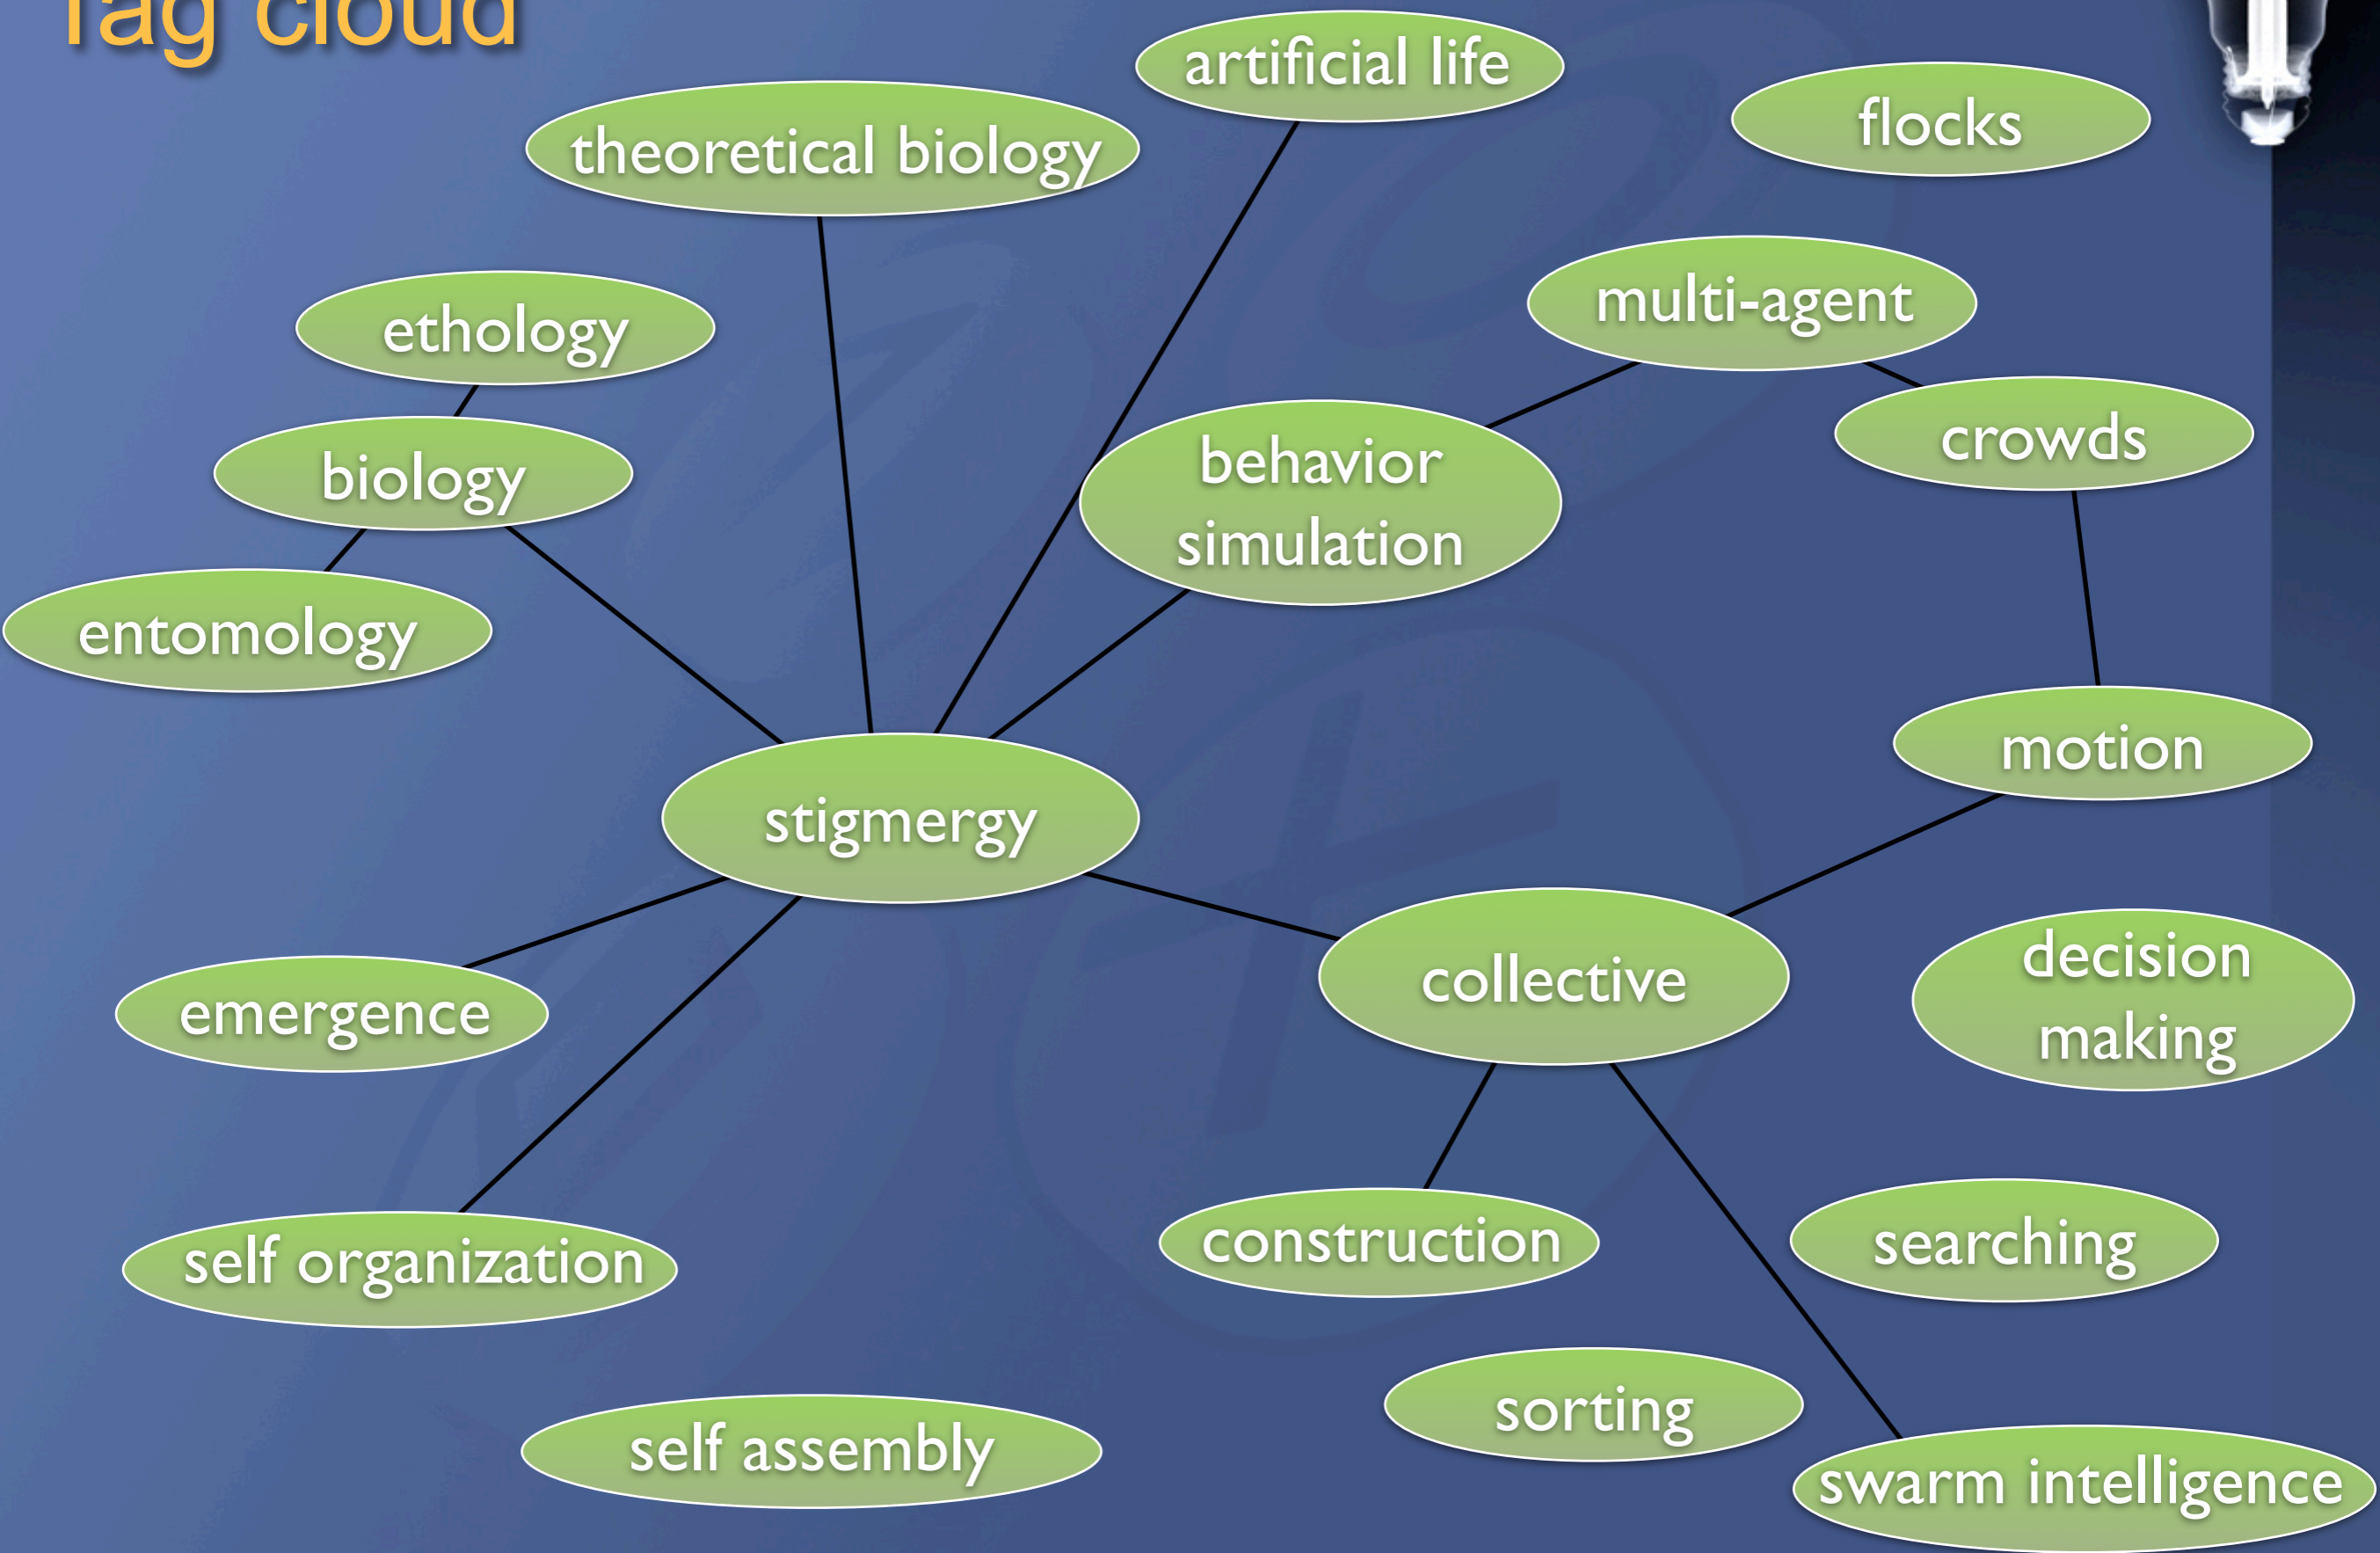 Tag cloud
artificial life
flocks
theoretical biology
multi-agent
ethology
crowds
behavior
simulation
biology
entomology
motion
stigmergy
collective
decision
making
emergence
construction
searching
self organization
sorting
self assembly
swarm intelligence